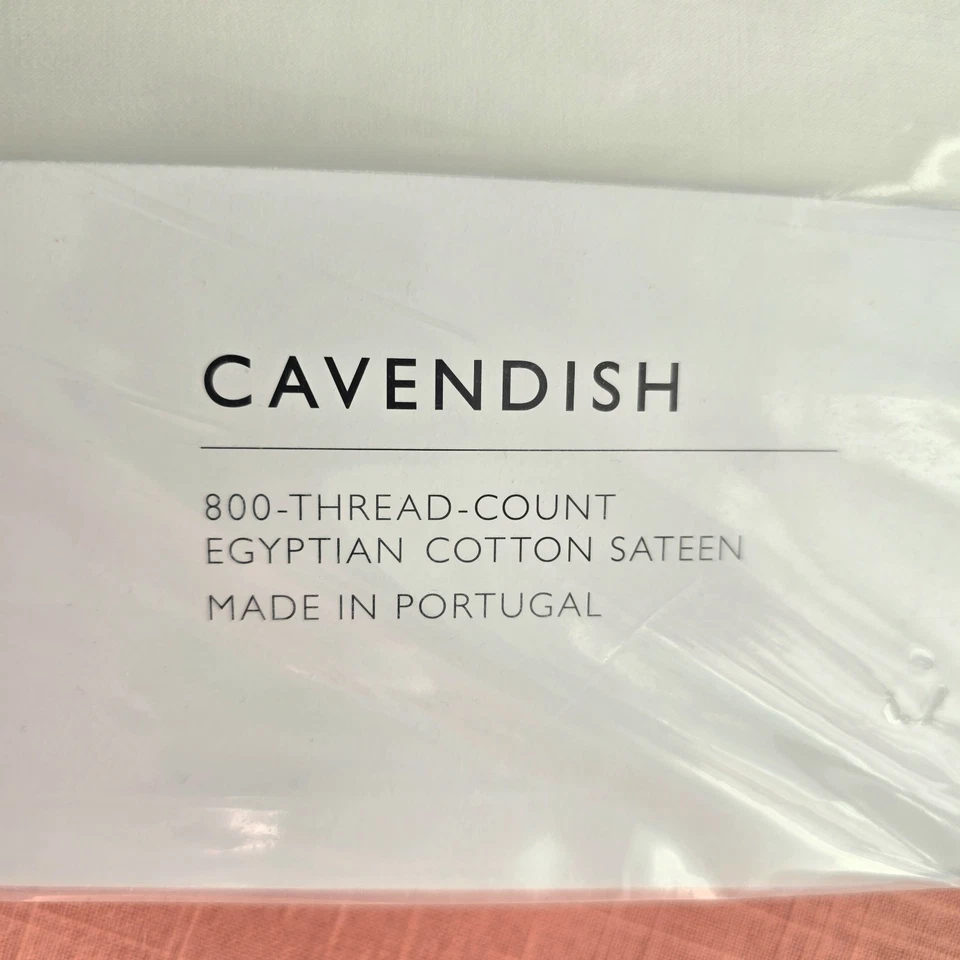 CAVENDISH
800-THREAD-COUNT
EGYPTIAN COTTON SATEEN
MADE IN PORTUGAL